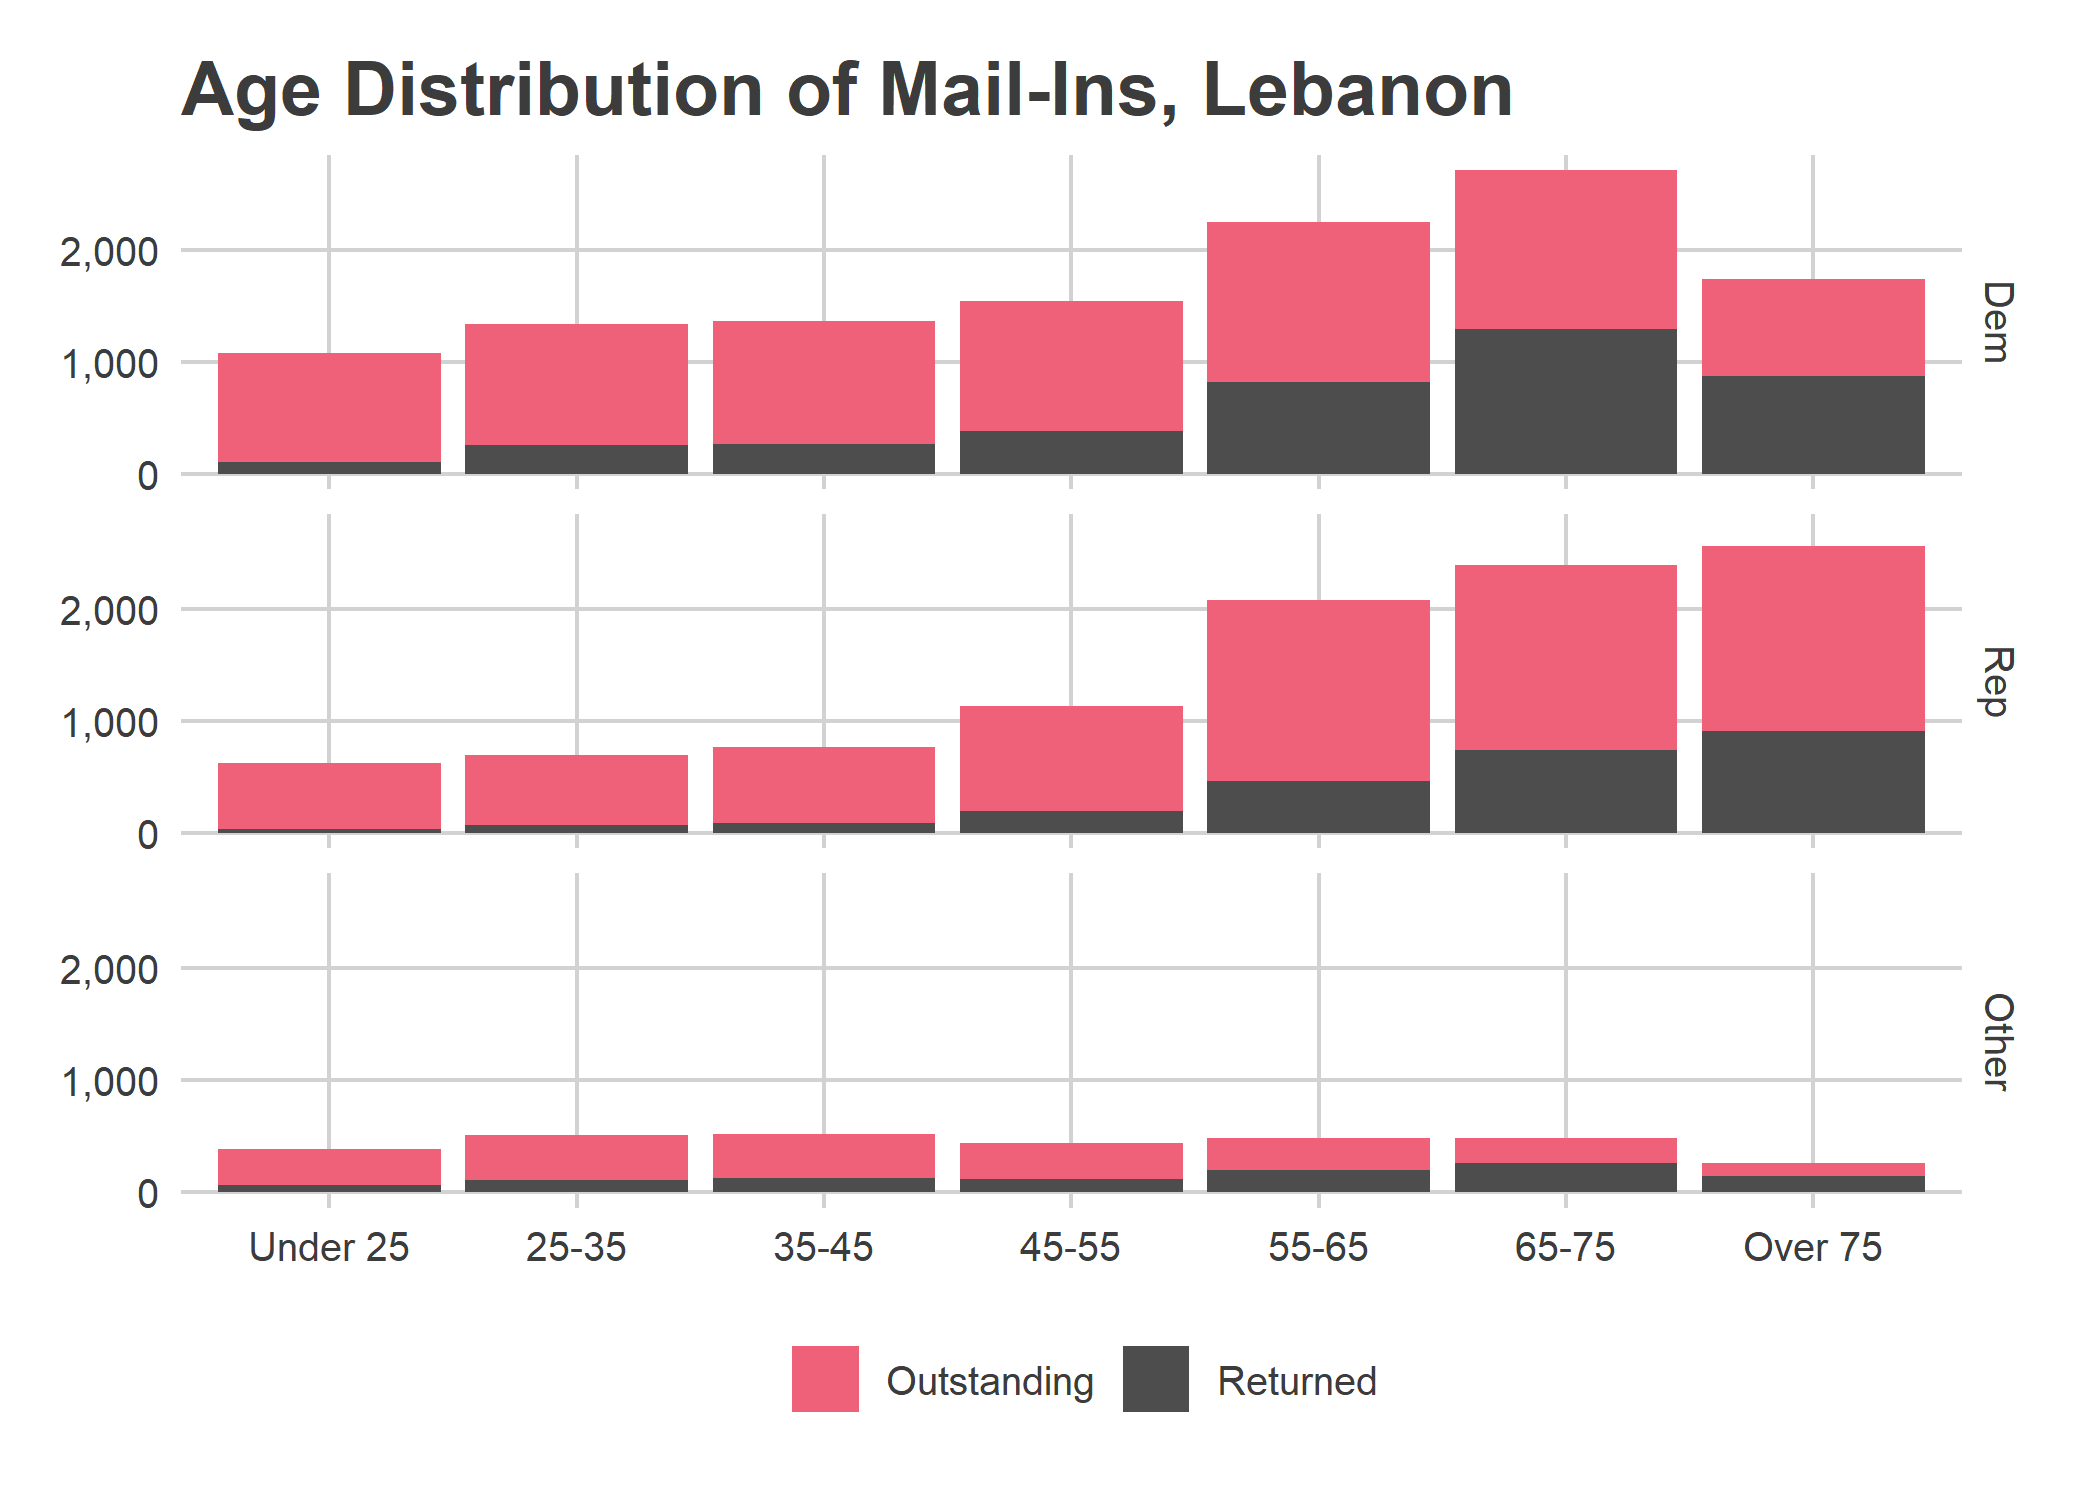 Age Distribution of Mail-Ins, Lebanon
2,000
1,000
0
Dem
2,000
1,000
0
Rep
2,000
1,000
0
Other
Under 25 25-35 35-45 45-55 55-65 65-75 Over 75
Outstanding Returned